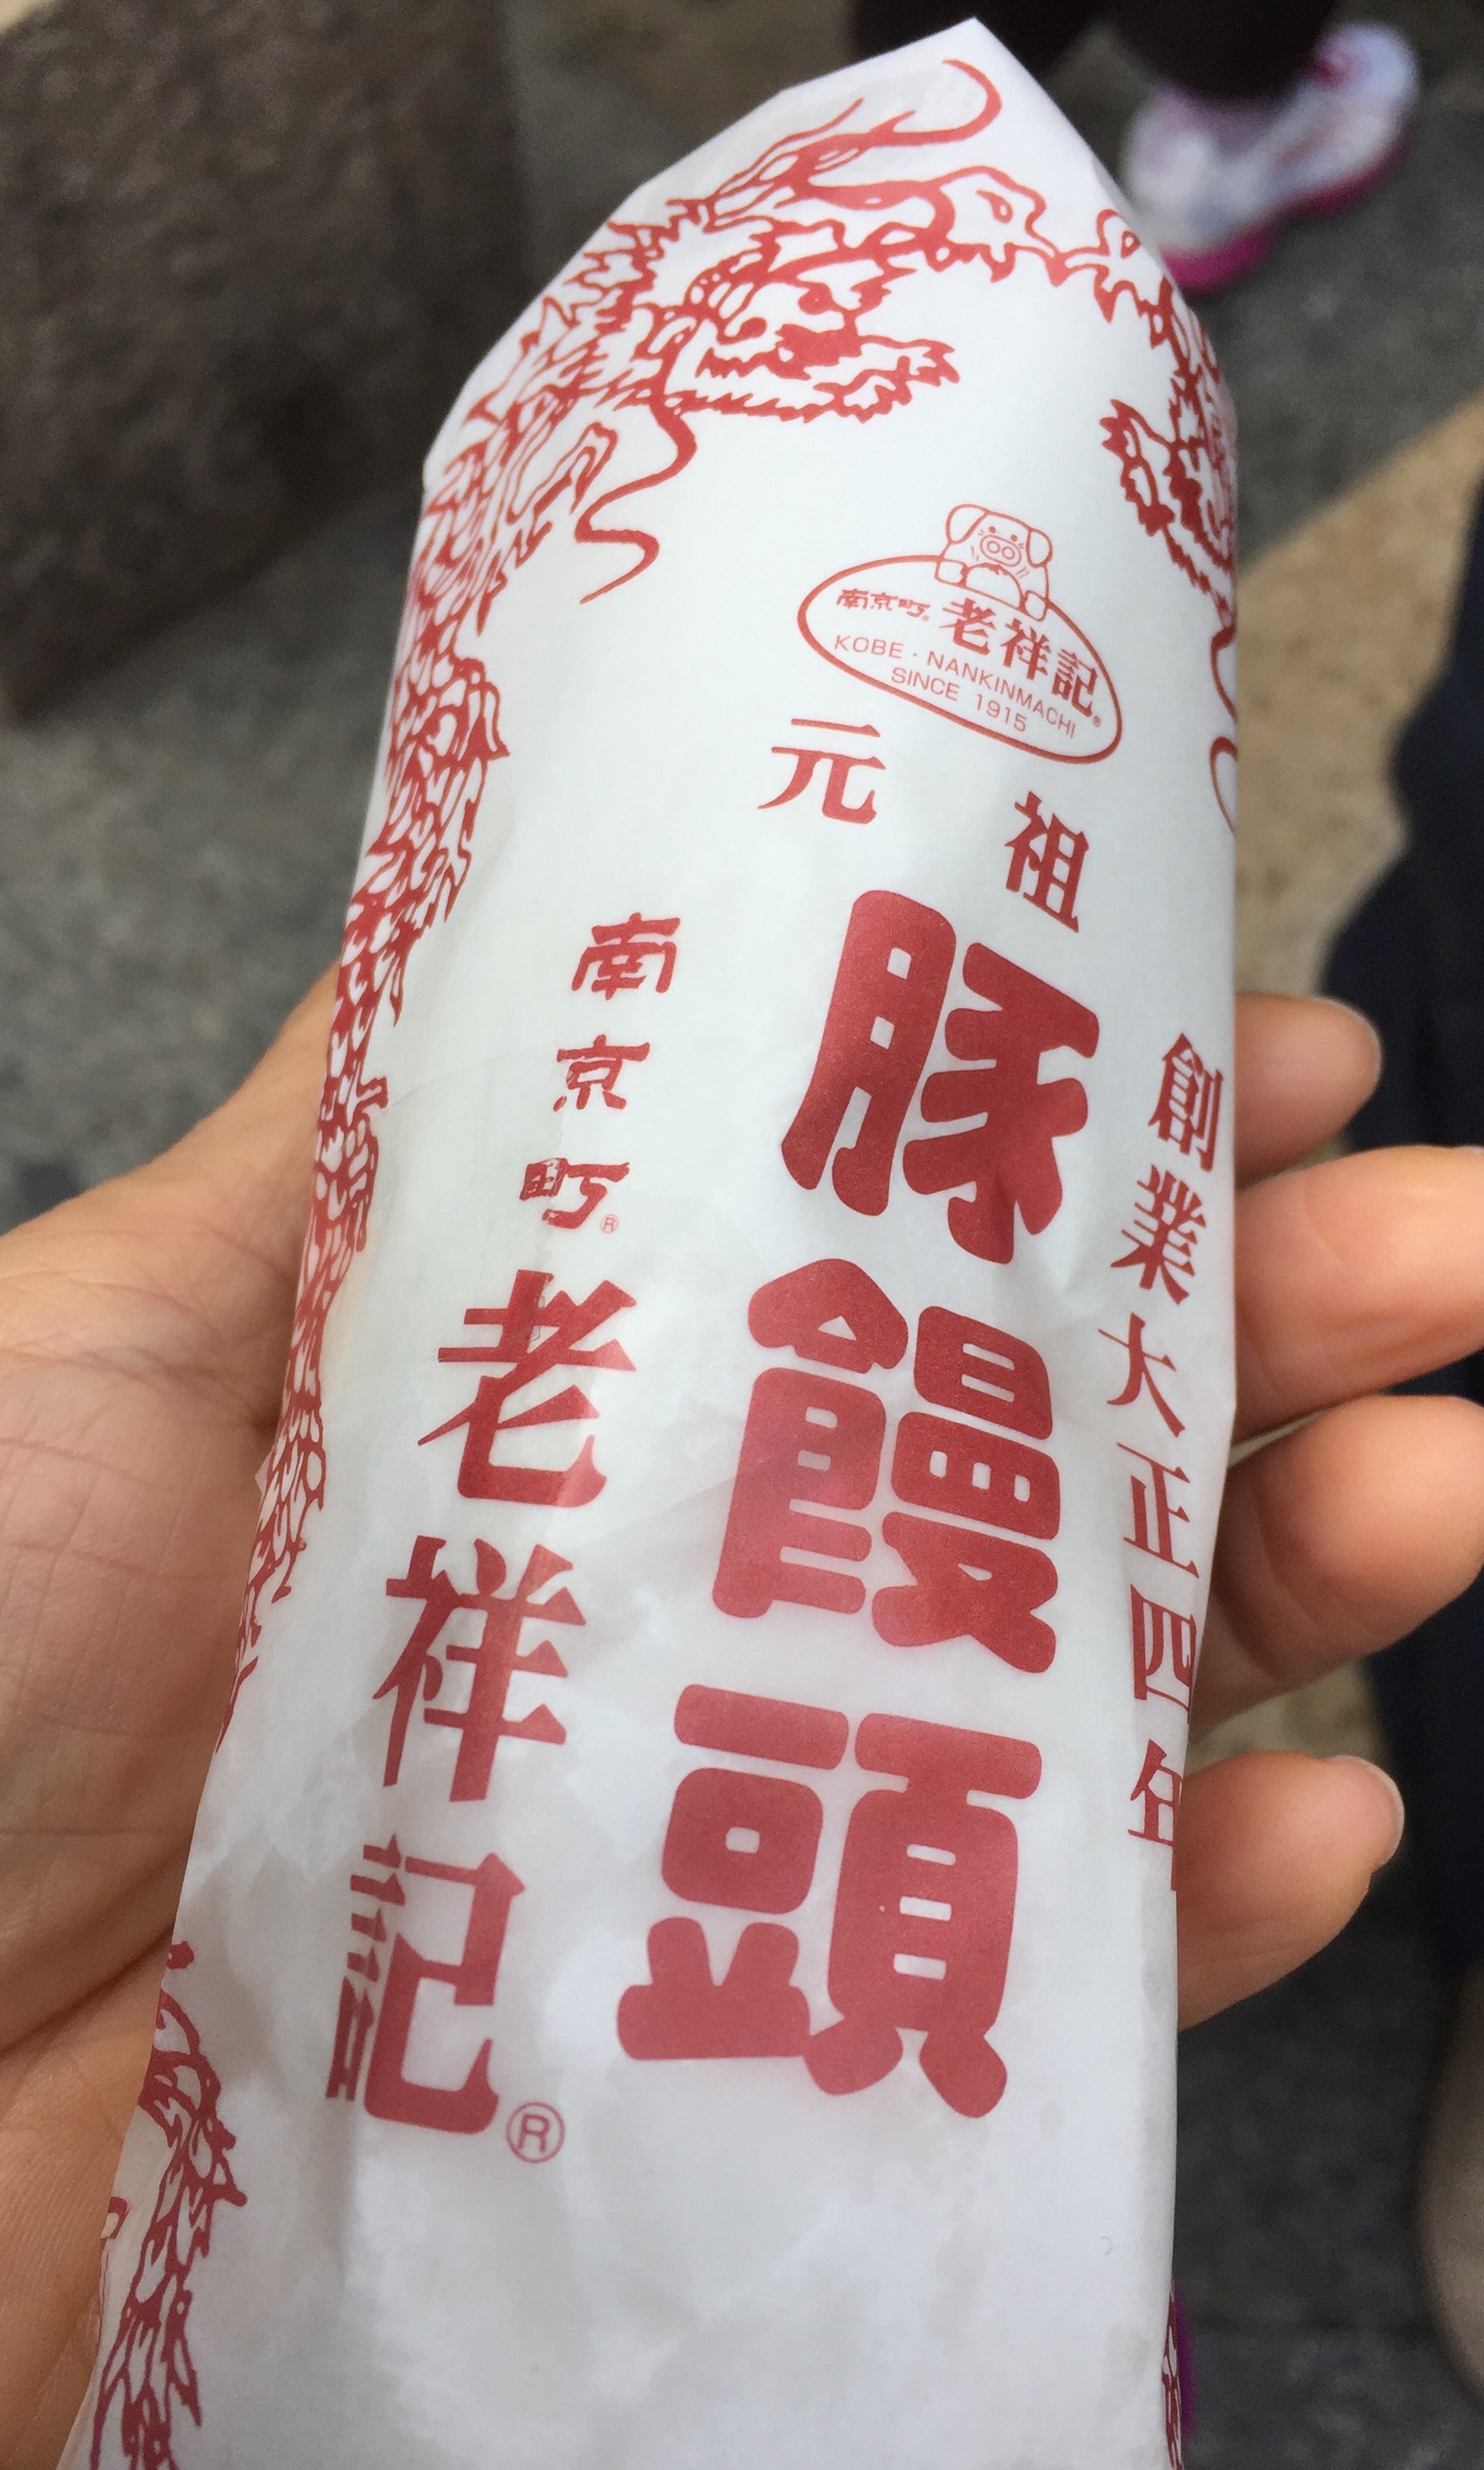 南京町® 老祥記®
KOBE・NANKINMACHI
SINCE 1915
元祖
創業大正四年
豚饅頭
南京町®
老祥記®